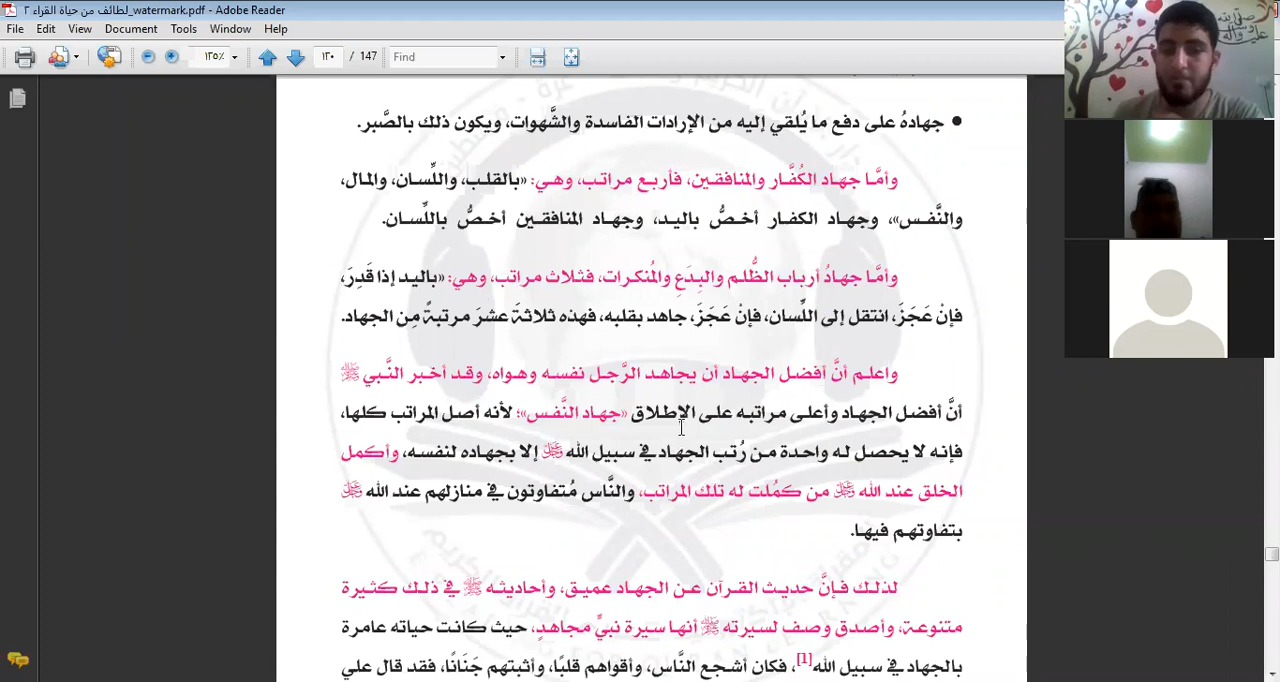 لطائف من حياة القراء ٢_watermark.pdf - Adobe Reader
File Edit View Document Tools Window Help
١٢٥% ١٣٠ / 147 Find
• جهادهُ على دفع ما يُلقي إليه من الإرادات الفاسدة والشَّهوات، ويكون ذلك بالصَّبر.
وأمَّا جهاد الكُفَّار والمنافقين، فأربع مراتب، وهي: «بالقلب، واللِّسان، والمال،
والنَّفس»، وجهاد الكفار أخصُّ باليد، وجهاد المنافقين أخصُّ باللِّسان.
وأمَّا جهادُ أرباب الظُّلم والبِدَعِ والمُنكرات، فثلاث مراتب، وهي: «باليد إذا قَدِرَ،
فإنْ عَجَزَ، انتقل إلى اللِّسان، فإنْ عَجَزَ، جاهد بقلبه، فهذه ثلاثةَ عشرَ مرتبةً مِن الجهاد.
واعلم أنَّ أفضل الجهاد أن يجاهد الرَّجل نفسه وهواه، وقد أخبر النَّبي ﷺ
أنَّ أفضل الجهاد وأعلى مراتبه على الإطلاق «جهاد النَّفس»؛ لأنه أصل المراتب كلها،
فإنه لا يحصل له واحدة من رُتب الجهاد في سبيل الله ﷻ إلا بجهاده لنفسه، وأكمل
الخلق عند الله ﷻ من كمُلت له تلك المراتب، والنَّاس مُتفاوتون في منازلهم عند الله ﷻ
بتفاوتهم فيها.
لذلك فإنَّ حديث القرآن عن الجهاد عميق، وأحاديثه ﷺ في ذلك كثيرة
متنوعة، وأصدق وصف لسيرته ﷺ أنها سيرة نبيٍّ مجاهدٍ، حيث كانت حياته عامرة
بالجهاد في سبيل الله[1]، فكان أشجع النَّاس، وأقواهم قلبًا، وأثبتهم جَنَانًا، فقد قال علي